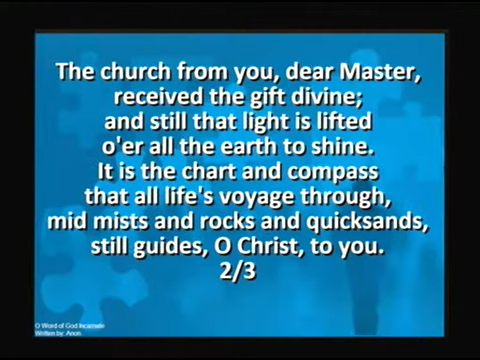 The church from you, dear Master,
received the gift divine;
and still that light is lifted
o'er all the earth to shine.
It is the chart and compass
that all life's voyage through,
mid mists and rocks and quicksands,
still guides, O Christ, to you.
2/3
O Word of God Incarnate
Written by: Anon